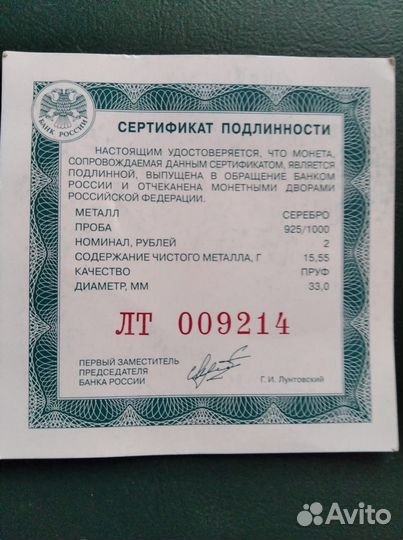 БАНК РОССИИ
СЕРТИФИКАТ ПОДЛИННОСТИ
НАСТОЯЩИМ УДОСТОВЕРЯЕТСЯ, ЧТО МОНЕТА,
СОПРОВОЖДАЕМАЯ ДАННЫМ СЕРТИФИКАТОМ, ЯВЛЯЕТСЯ
ПОДЛИННОЙ, ВЫПУЩЕНА В ОБРАЩЕНИЕ БАНКОМ
РОССИИ И ОТЧЕКАНЕНА МОНЕТНЫМИ ДВОРАМИ
РОССИЙСКОЙ ФЕДЕРАЦИИ.
МЕТАЛЛ СЕРЕБРО
ПРОБА 925/1000
НОМИНАЛ, РУБЛЕЙ 2
СОДЕРЖАНИЕ ЧИСТОГО МЕТАЛЛА, Г 15,55
КАЧЕСТВО ПРУФ
ДИАМЕТР, ММ 33,0
ЛТ 009214
ПЕРВЫЙ ЗАМЕСТИТЕЛЬ
ПРЕДСЕДАТЕЛЯ
БАНКА РОССИИ
Г. И. Лунтовский
Avito